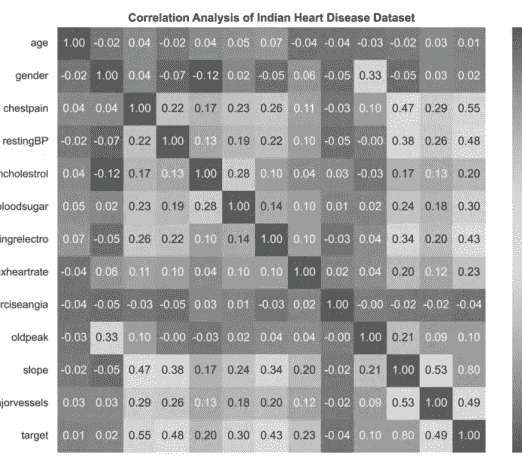 Correlation Analysis of Indian Heart Disease Dataset
age 1.00 -0.02 0.04 -0.02 0.04 0.05 0.07 -0.04 -0.04 -0.03 -0.02 0.03 0.01
gender -0.02 1.00 0.04 -0.07 -0.12 0.02 -0.05 0.06 -0.05 0.33 -0.05 0.03 0.02
chestpain 0.04 0.04 1.00 0.22 0.17 0.23 0.26 0.11 -0.03 0.10 0.47 0.29 0.55
restingBP -0.02 -0.07 0.22 1.00 0.13 0.19 0.22 0.10 -0.05 -0.00 0.38 0.26 0.48
ncholestrol 0.04 -0.12 0.17 0.13 1.00 0.28 0.10 0.04 0.03 -0.03 0.17 0.13 0.20
bloodsugar 0.05 0.02 0.23 0.19 0.28 1.00 0.14 0.10 0.01 0.02 0.24 0.18 0.30
ingrelectro 0.07 -0.05 0.26 0.22 0.10 0.14 1.00 0.10 -0.03 0.04 0.34 0.20 0.43
xheartrate -0.04 0.06 0.11 0.10 0.04 0.10 0.10 1.00 0.02 0.04 0.20 0.12 0.23
rciseangia -0.04 -0.05 -0.03 -0.05 0.03 0.01 -0.03 0.02 1.00 -0.00 -0.02 -0.02 -0.04
oldpeak -0.03 0.33 0.10 -0.00 -0.03 0.02 0.04 0.04 -0.00 1.00 0.21 0.09 0.10
slope -0.02 -0.05 0.47 0.38 0.17 0.24 0.34 0.20 -0.02 0.21 1.00 0.53 0.80
jorvessels 0.03 0.03 0.29 0.26 0.13 0.18 0.20 0.12 -0.02 0.09 0.53 1.00 0.49
target 0.01 0.02 0.55 0.48 0.20 0.30 0.43 0.23 -0.04 0.10 0.80 0.49 1.00